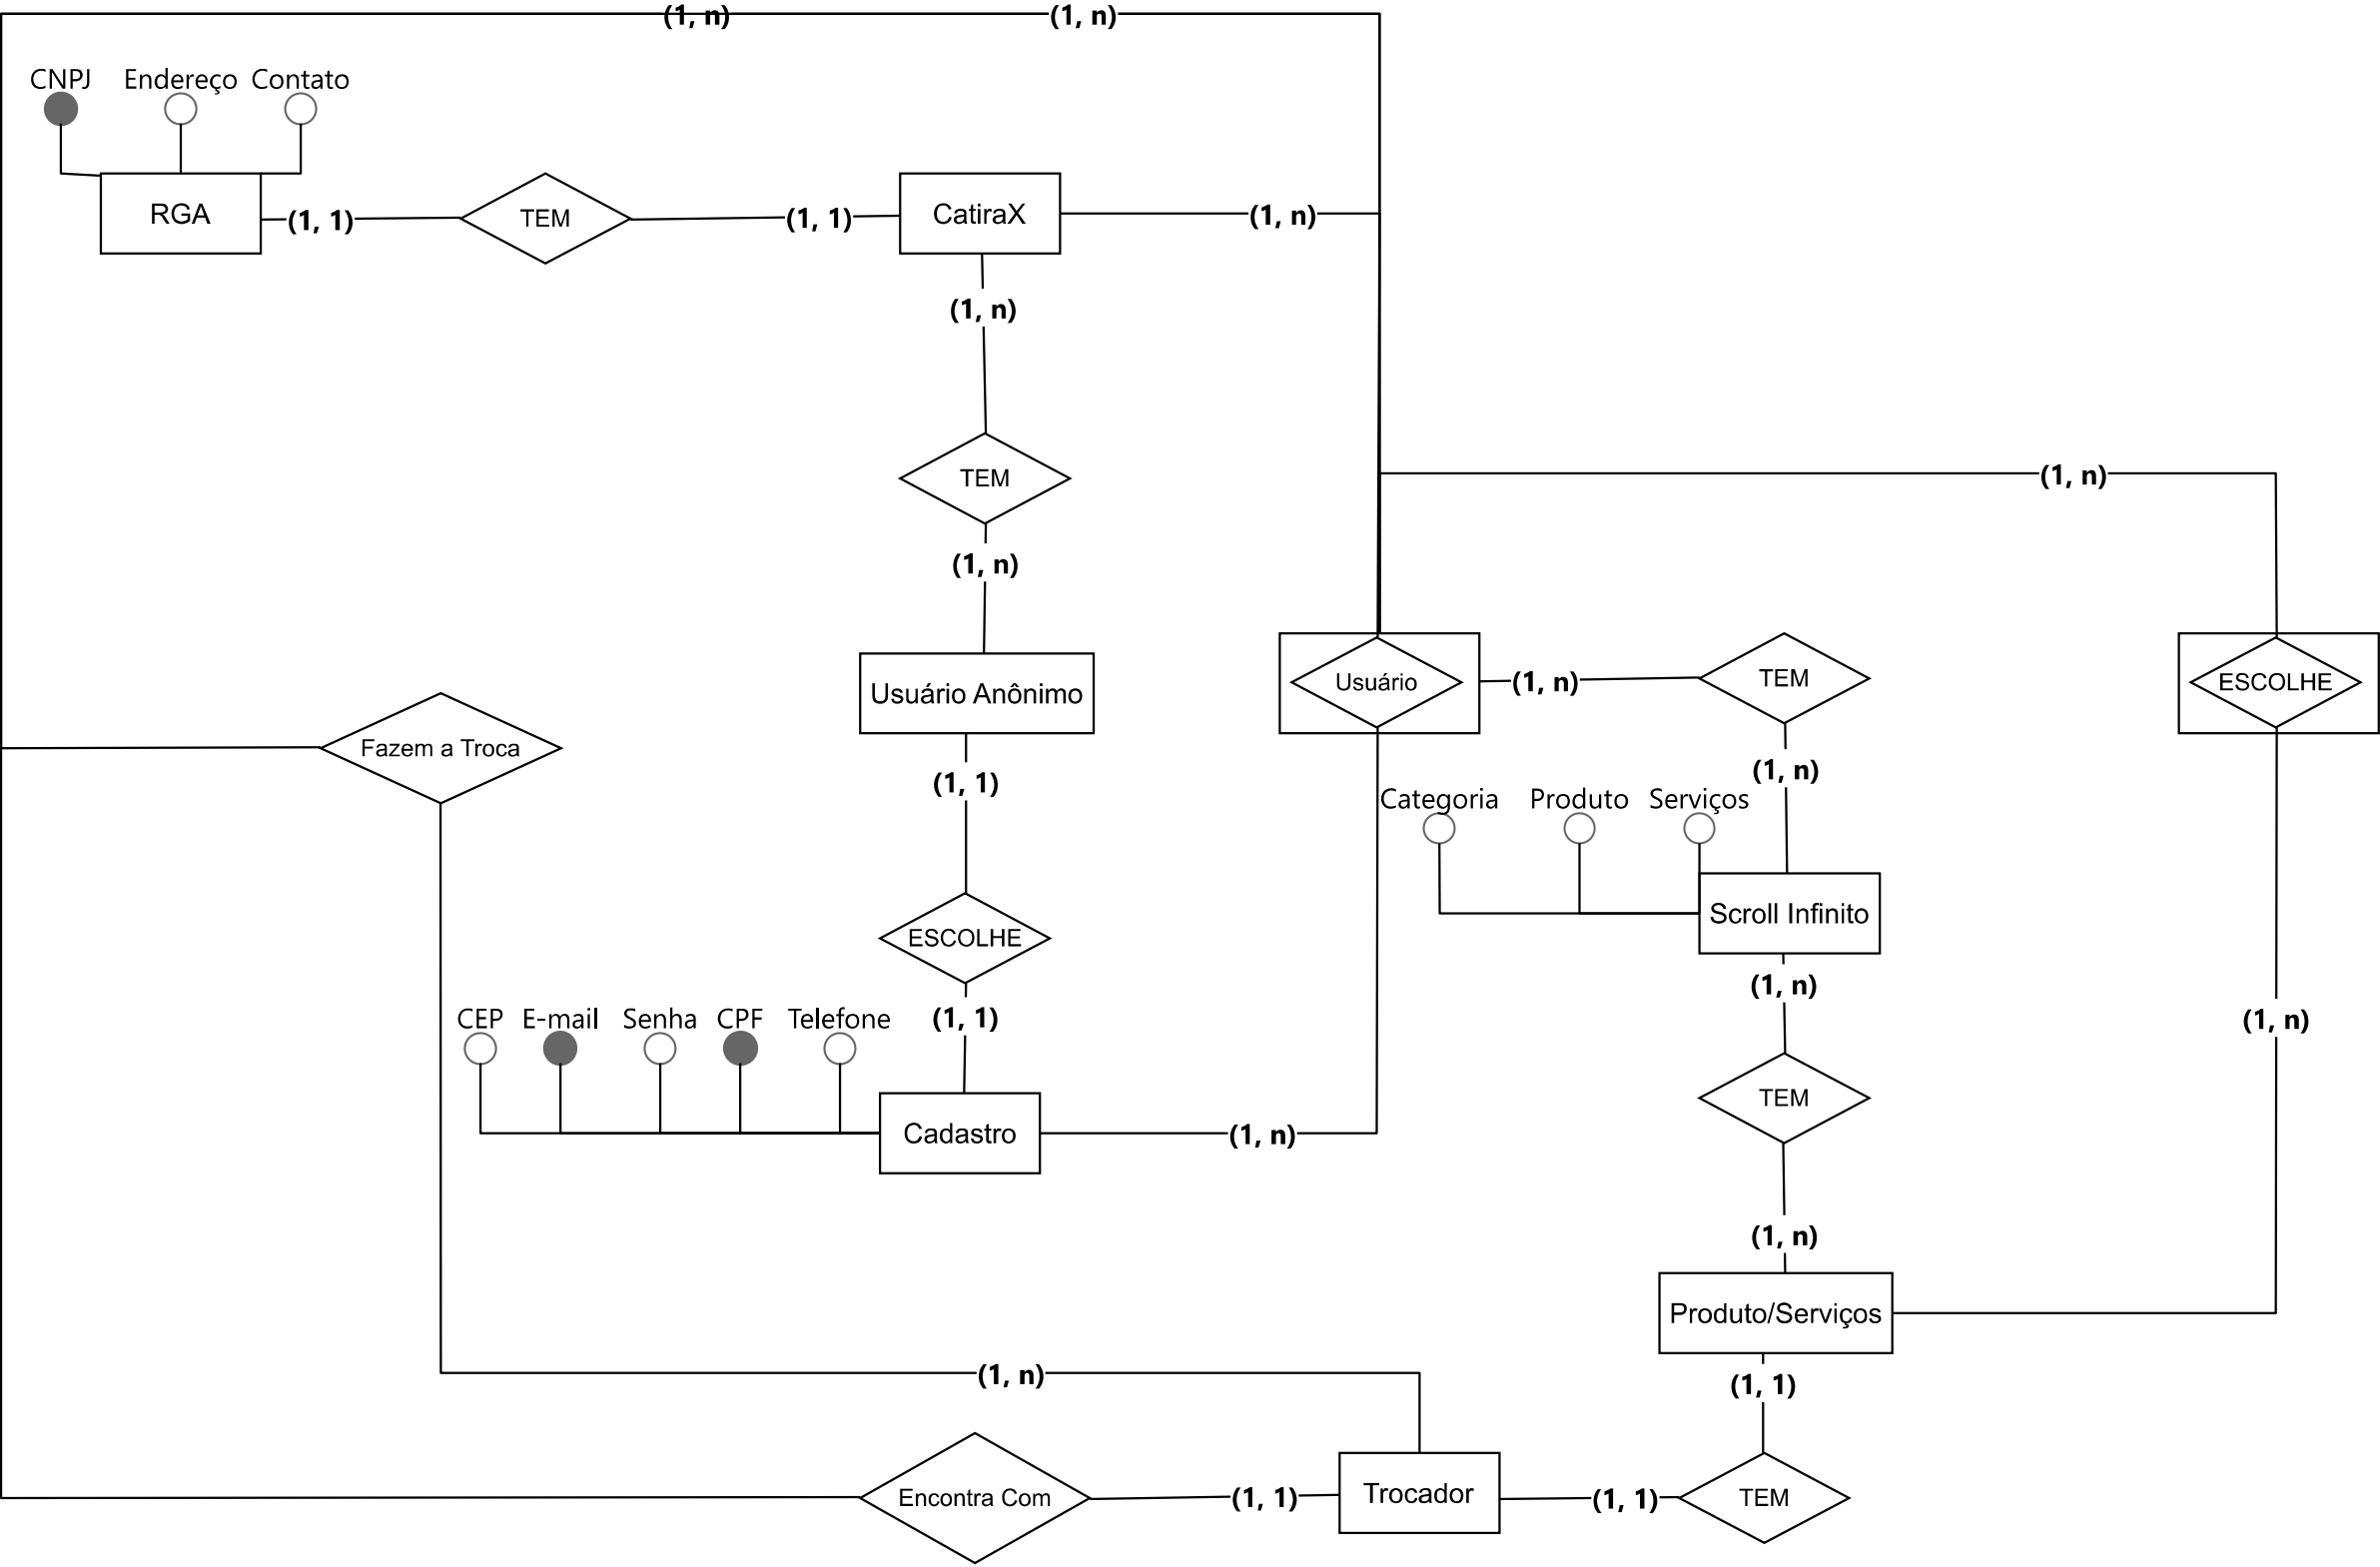 (1, n)
(1, n)
CNPJ
Endereço
Contato
RGA
(1, 1)
TEM
(1, 1)
CatiraX
(1, n)
(1, n)
TEM
(1, n)
(1, n)
Usuário Anônimo
Usuário
(1, n)
TEM
ESCOLHE
Fazem a Troca
(1, 1)
(1, n)
Categoria
Produto
Serviços
ESCOLHE
Scroll Infinito
(1, n)
CEP
E-mail
Senha
CPF
Telefone
(1, 1)
(1, n)
Cadastro
(1, n)
TEM
(1, n)
Produto/Serviços
(1, n)
(1, 1)
Encontra Com
(1, 1)
Trocador
(1, 1)
TEM